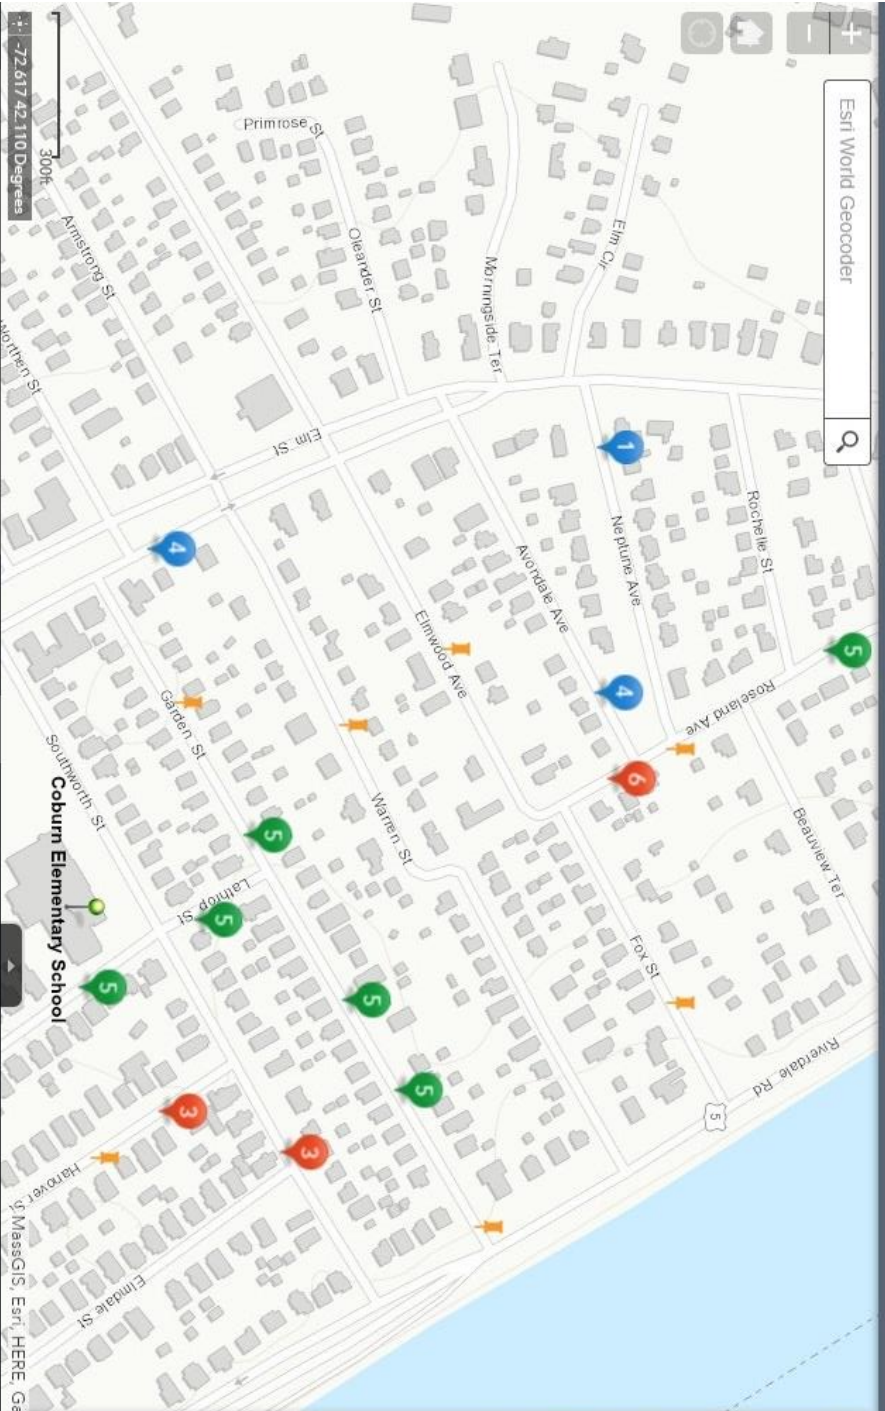 +
−
Esri World Geocoder
Primrose St
Oleander St
Morningside Ter
Elm Cir
300ft
-72.617 42.110 Degrees
Armstrong St
Worthen St
Elm St
1
Neptune Ave
Rochelle St
Avondale Ave
4
4
5
Elmwood Ave
Roseland Ave
6
Garden St
Southworth St
Warren St
5
Beauview Ter
Lathrop St
5
Coburn Elementary School
5
5
Fox St
5
Riverdale Rd
5
3
3
Hanover S
Elmdale St
MassGIS, Esri, HERE, Ga